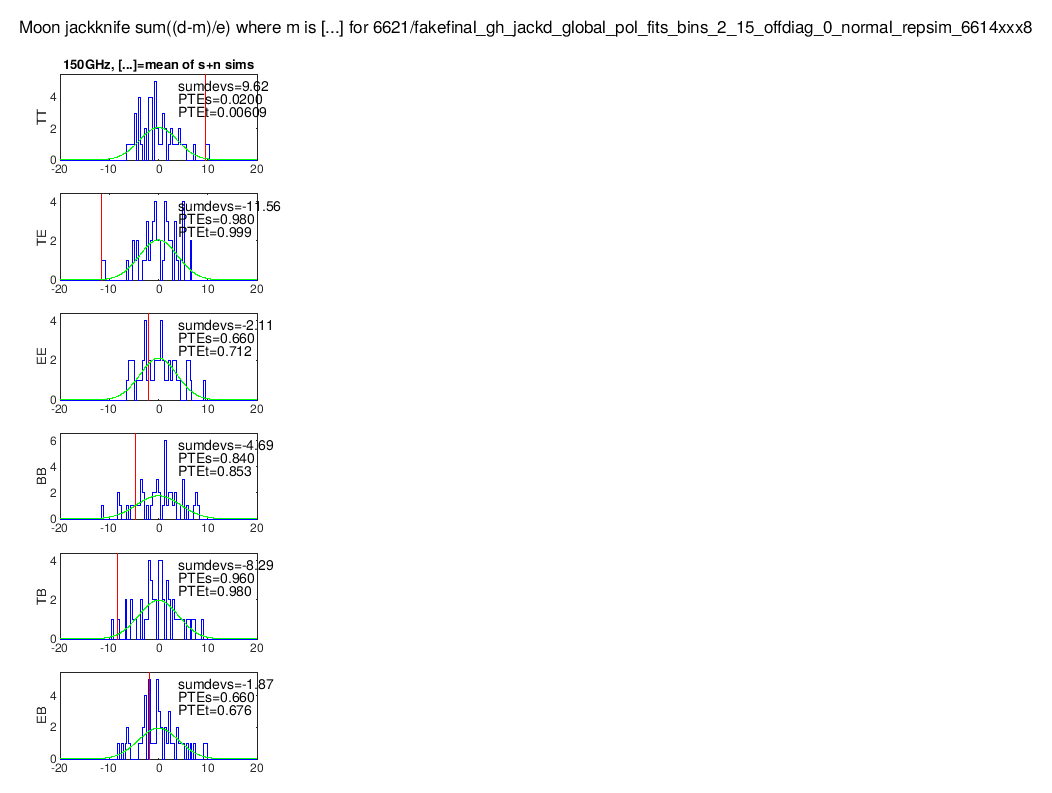 Moon jackknife sum((d-m)/e) where m is [...] for 6621/fakefinal_gh_jackd_global_pol_fits_bins_2_15_offdiag_0_normal_repsim_6614xxx8
150GHz, [...]=mean of s+n sims
sumdevs=9.62
PTEs=0.0200
PTEt=0.00609
TT
4
2
0
-20 -10 0 10 20
sumdevs=-11.56
PTEs=0.980
PTEt=0.999
TE
4
2
0
-20 -10 0 10 20
sumdevs=-2.11
PTEs=0.660
PTEt=0.712
EE
4
2
0
-20 -10 0 10 20
sumdevs=-4.69
PTEs=0.840
PTEt=0.853
BB
6
4
2
0
-20 -10 0 10 20
sumdevs=-8.29
PTEs=0.960
PTEt=0.980
TB
4
2
0
-20 -10 0 10 20
sumdevs=-1.87
PTEs=0.660
PTEt=0.676
EB
4
2
0
-20 -10 0 10 20